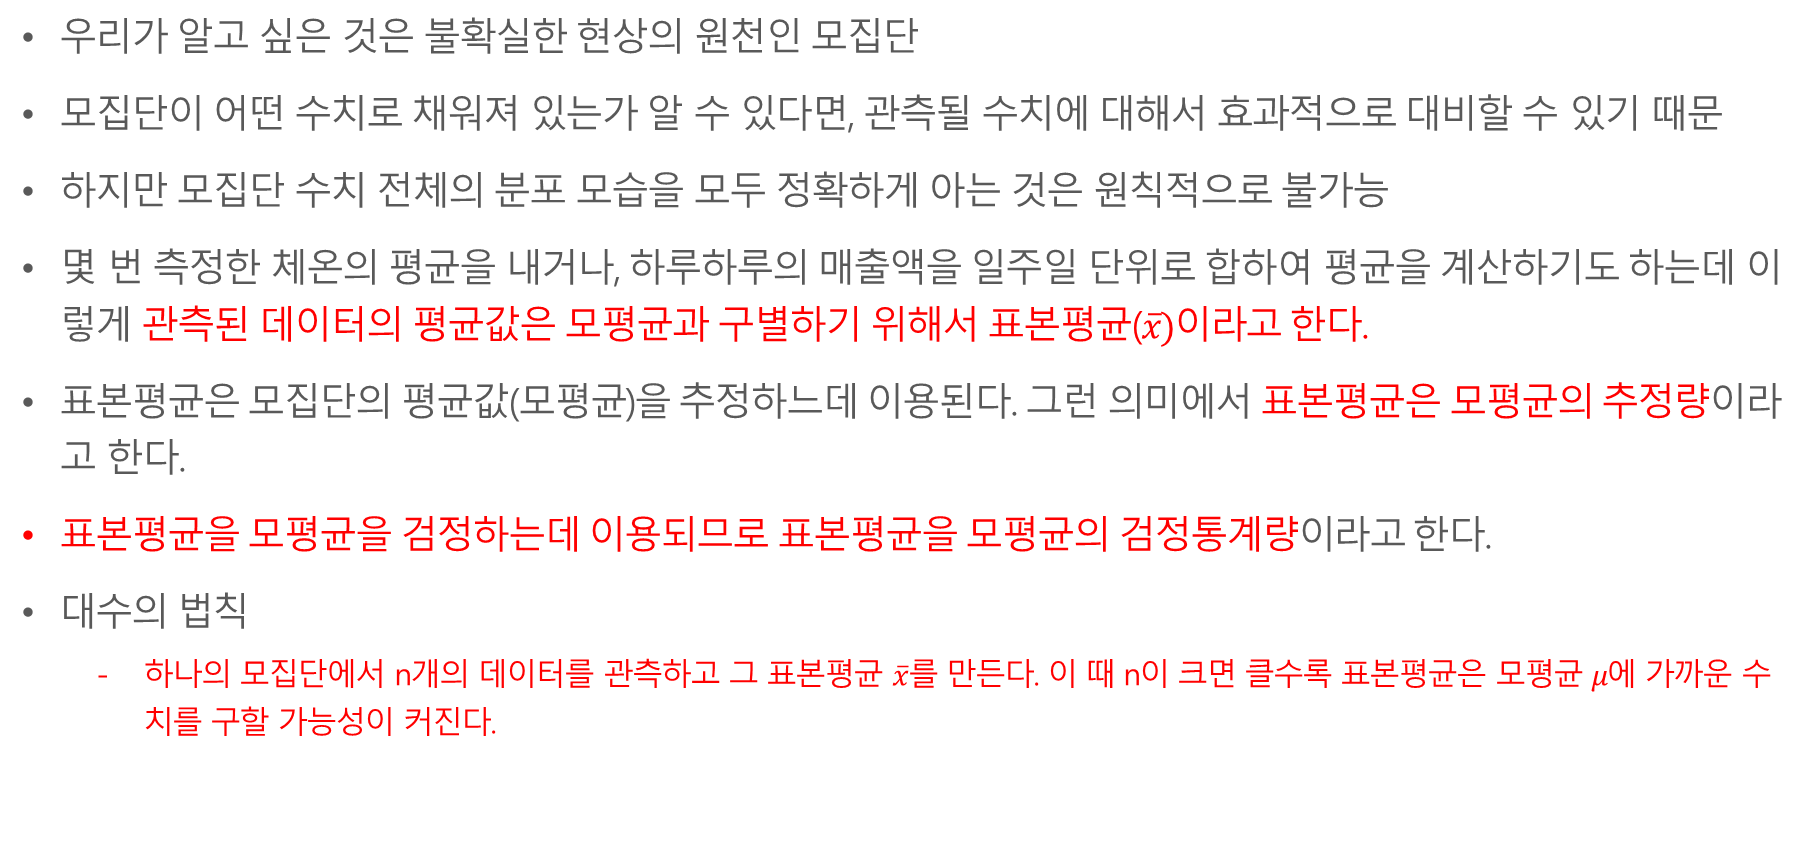 • 우리가 알고 싶은 것은 불확실한 현상의 원천인 모집단
• 모집단이 어떤 수치로 채워져 있는가 알 수 있다면, 관측될 수치에 대해서 효과적으로 대비할 수 있기 때문
• 하지만 모집단 수치 전체의 분포 모습을 모두 정확하게 아는 것은 원칙적으로 불가능
• 몇 번 측정한 체온의 평균을 내거나, 하루하루의 매출액을 일주일 단위로 합하여 평균을 계산하기도 하는데 이
렇게 관측된 데이터의 평균값은 모평균과 구별하기 위해서 표본평균(x̄)이라고 한다.
• 표본평균은 모집단의 평균값(모평균)을 추정하느데 이용된다. 그런 의미에서 표본평균은 모평균의 추정량이라
고 한다.
• 표본평균을 모평균을 검정하는데 이용되므로 표본평균을 모평균의 검정통계량이라고 한다.
• 대수의 법칙
- 하나의 모집단에서 n개의 데이터를 관측하고 그 표본평균 x̄를 만든다. 이 때 n이 크면 클수록 표본평균은 모평균 μ에 가까운 수
치를 구할 가능성이 커진다.